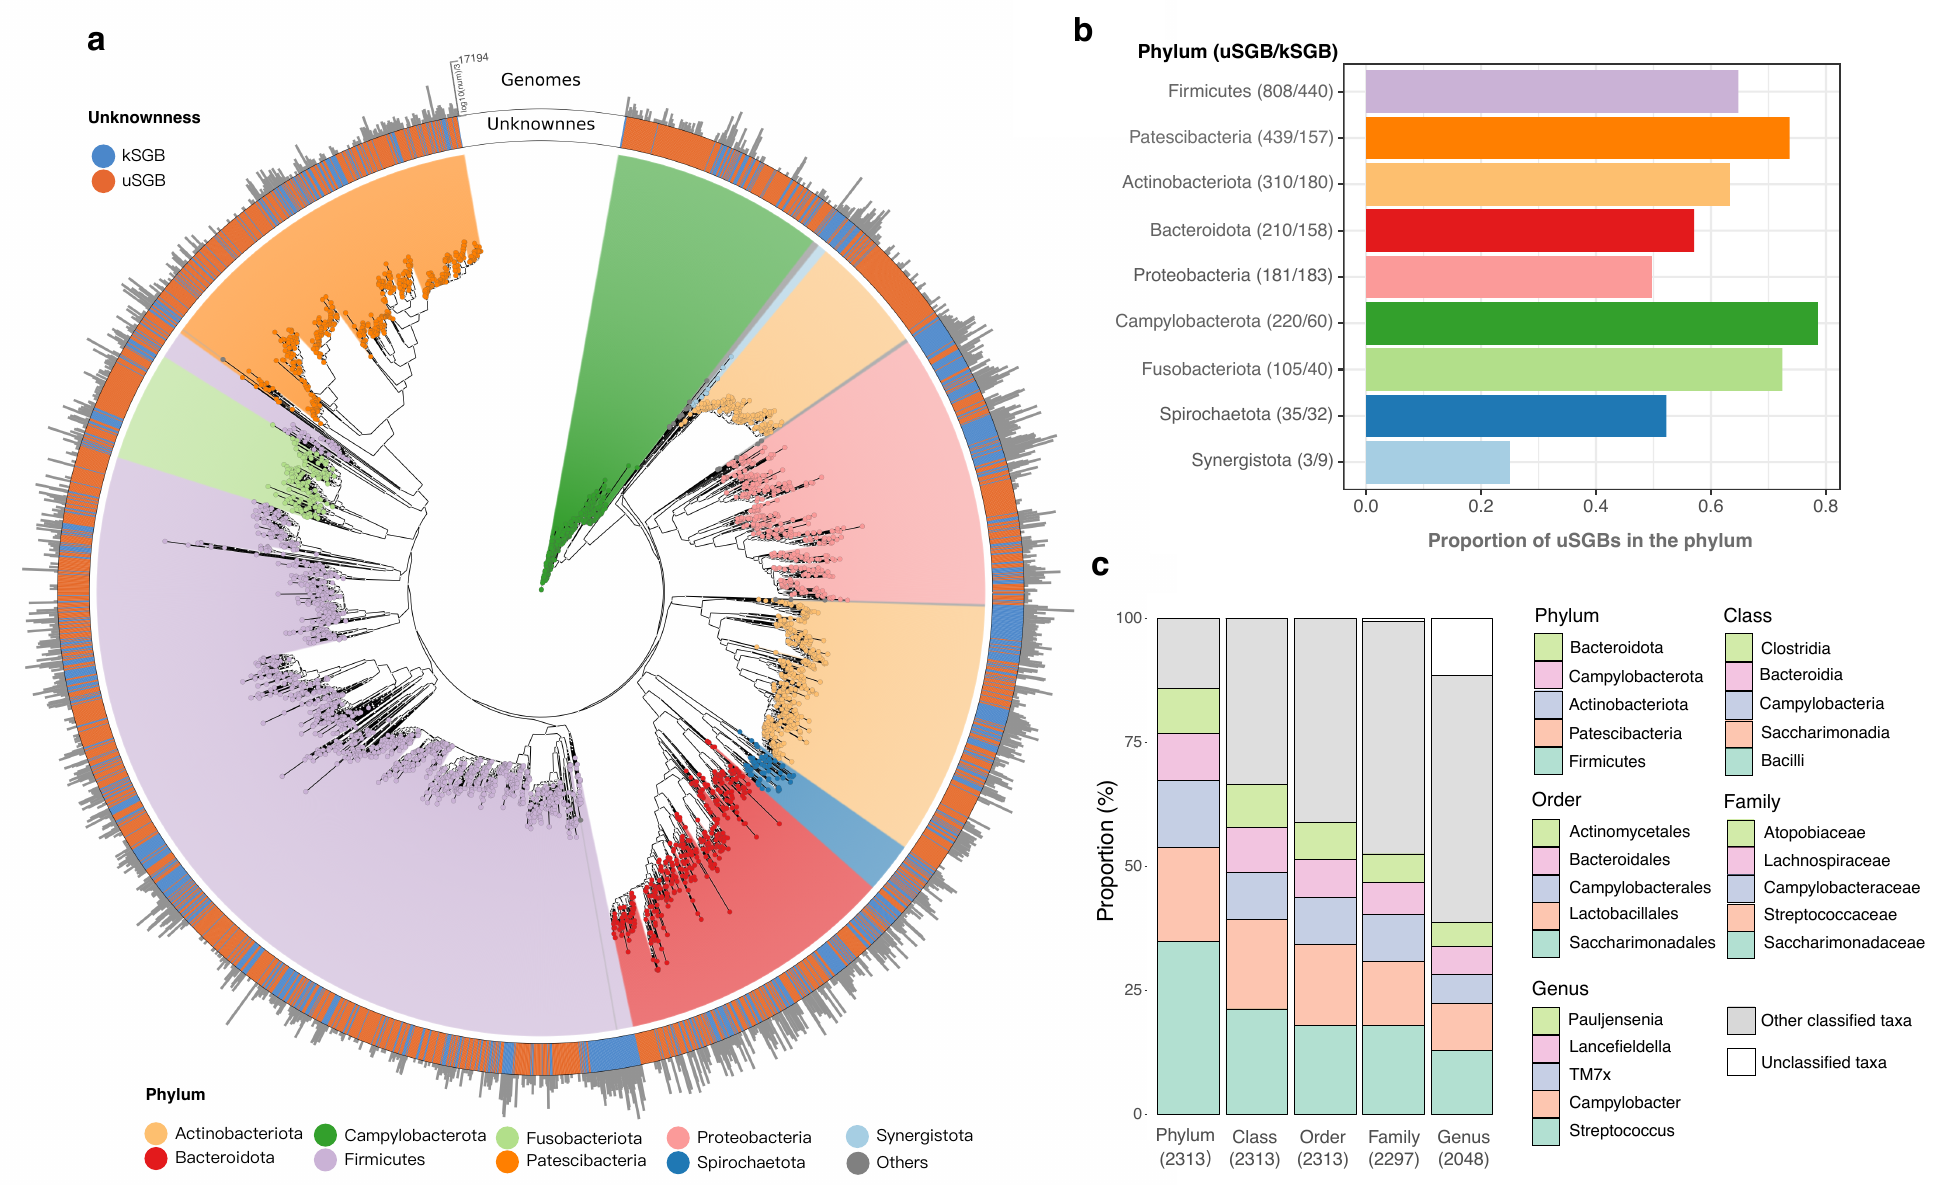 a
17194
log10(num)/3
Genomes
Unknownnes
Unknownness
kSGB
uSGB
Phylum
Actinobacteriota
Campylobacterota
Fusobacteriota
Proteobacteria
Synergistota
Bacteroidota
Firmicutes
Patescibacteria
Spirochaetota
Others
b
Phylum (uSGB/kSGB)
Firmicutes (808/440)
Patescibacteria (439/157)
Actinobacteriota (310/180)
Bacteroidota (210/158)
Proteobacteria (181/183)
Campylobacterota (220/60)
Fusobacteriota (105/40)
Spirochaetota (35/32)
Synergistota (3/9)
0.0 0.2 0.4 0.6 0.8
Proportion of uSGBs in the phylum
c
Proportion (%)
100
75
50
25
0
Phylum Class Order Family Genus
(2313) (2313) (2313) (2297) (2048)
Phylum
Bacteroidota
Campylobacterota
Actinobacteriota
Patescibacteria
Firmicutes
Class
Clostridia
Bacteroidia
Campylobacteria
Saccharimonadia
Bacilli
Order
Actinomycetales
Bacteroidales
Campylobacterales
Lactobacillales
Saccharimonadales
Family
Atopobiaceae
Lachnospiraceae
Campylobacteraceae
Streptococcaceae
Saccharimonadaceae
Genus
Pauljensenia
Lancefieldella
TM7x
Campylobacter
Streptococcus
Other classified taxa
Unclassified taxa